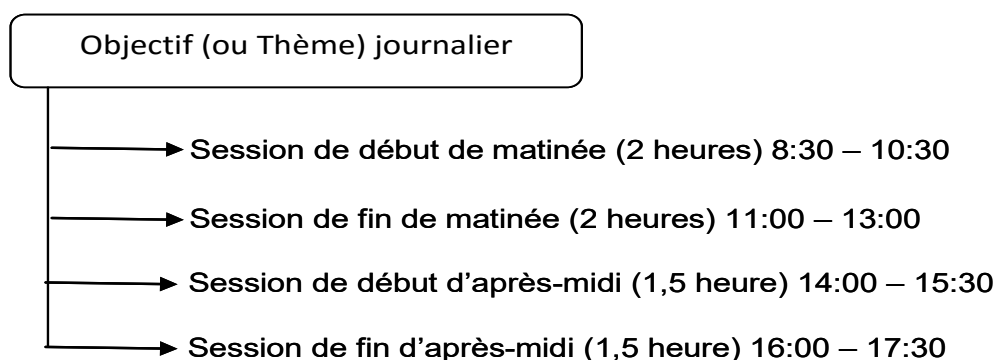 Objectif (ou Thème) journalier
Session de début de matinée (2 heures) 8:30 – 10:30
Session de fin de matinée (2 heures) 11:00 – 13:00
Session de début d'après-midi (1,5 heure) 14:00 – 15:30
Session de fin d'après-midi (1,5 heure) 16:00 – 17:30